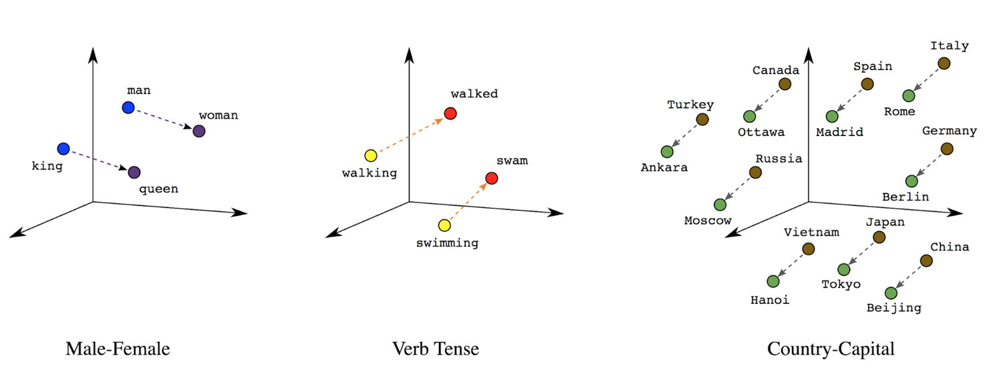 man
woman
king
queen
Male-Female
walked
walking
swam
swimming
Verb Tense
Italy
Canada
Spain
Turkey
Rome
Ottawa
Madrid
Germany
Ankara
Russia
Berlin
Moscow
Japan
Vietnam
China
Tokyo
Hanoi
Beijing
Country-Capital